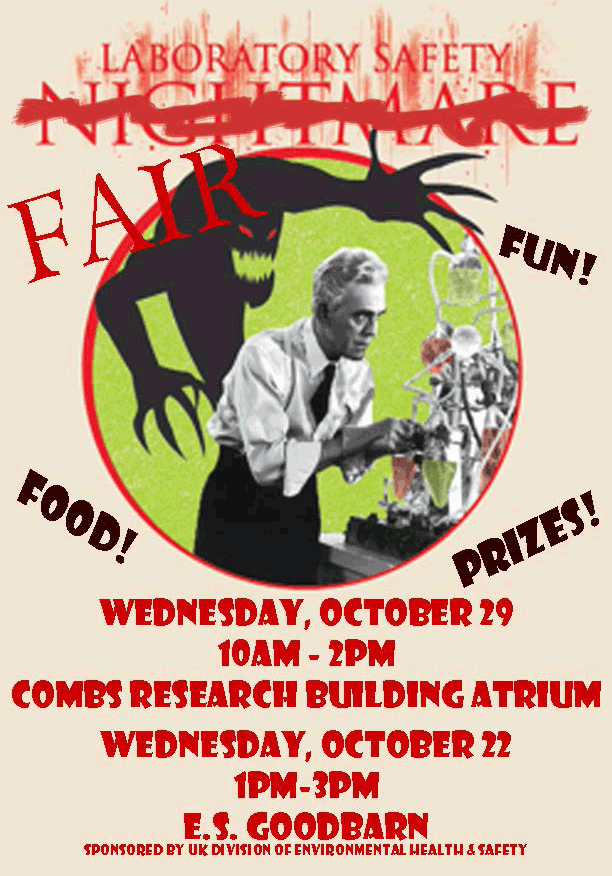 LABORATORY SAFETY
NIGHTMARE
FAIR
FUN!
FOOD!
PRIZES!
WEDNESDAY, OCTOBER 29
10AM - 2PM
COMBS RESEARCH BUILDING ATRIUM
WEDNESDAY, OCTOBER 22
1PM-3PM
E.S. GOODBARN
SPONSORED BY UK DIVISION OF ENVIRONMENTAL HEALTH & SAFETY